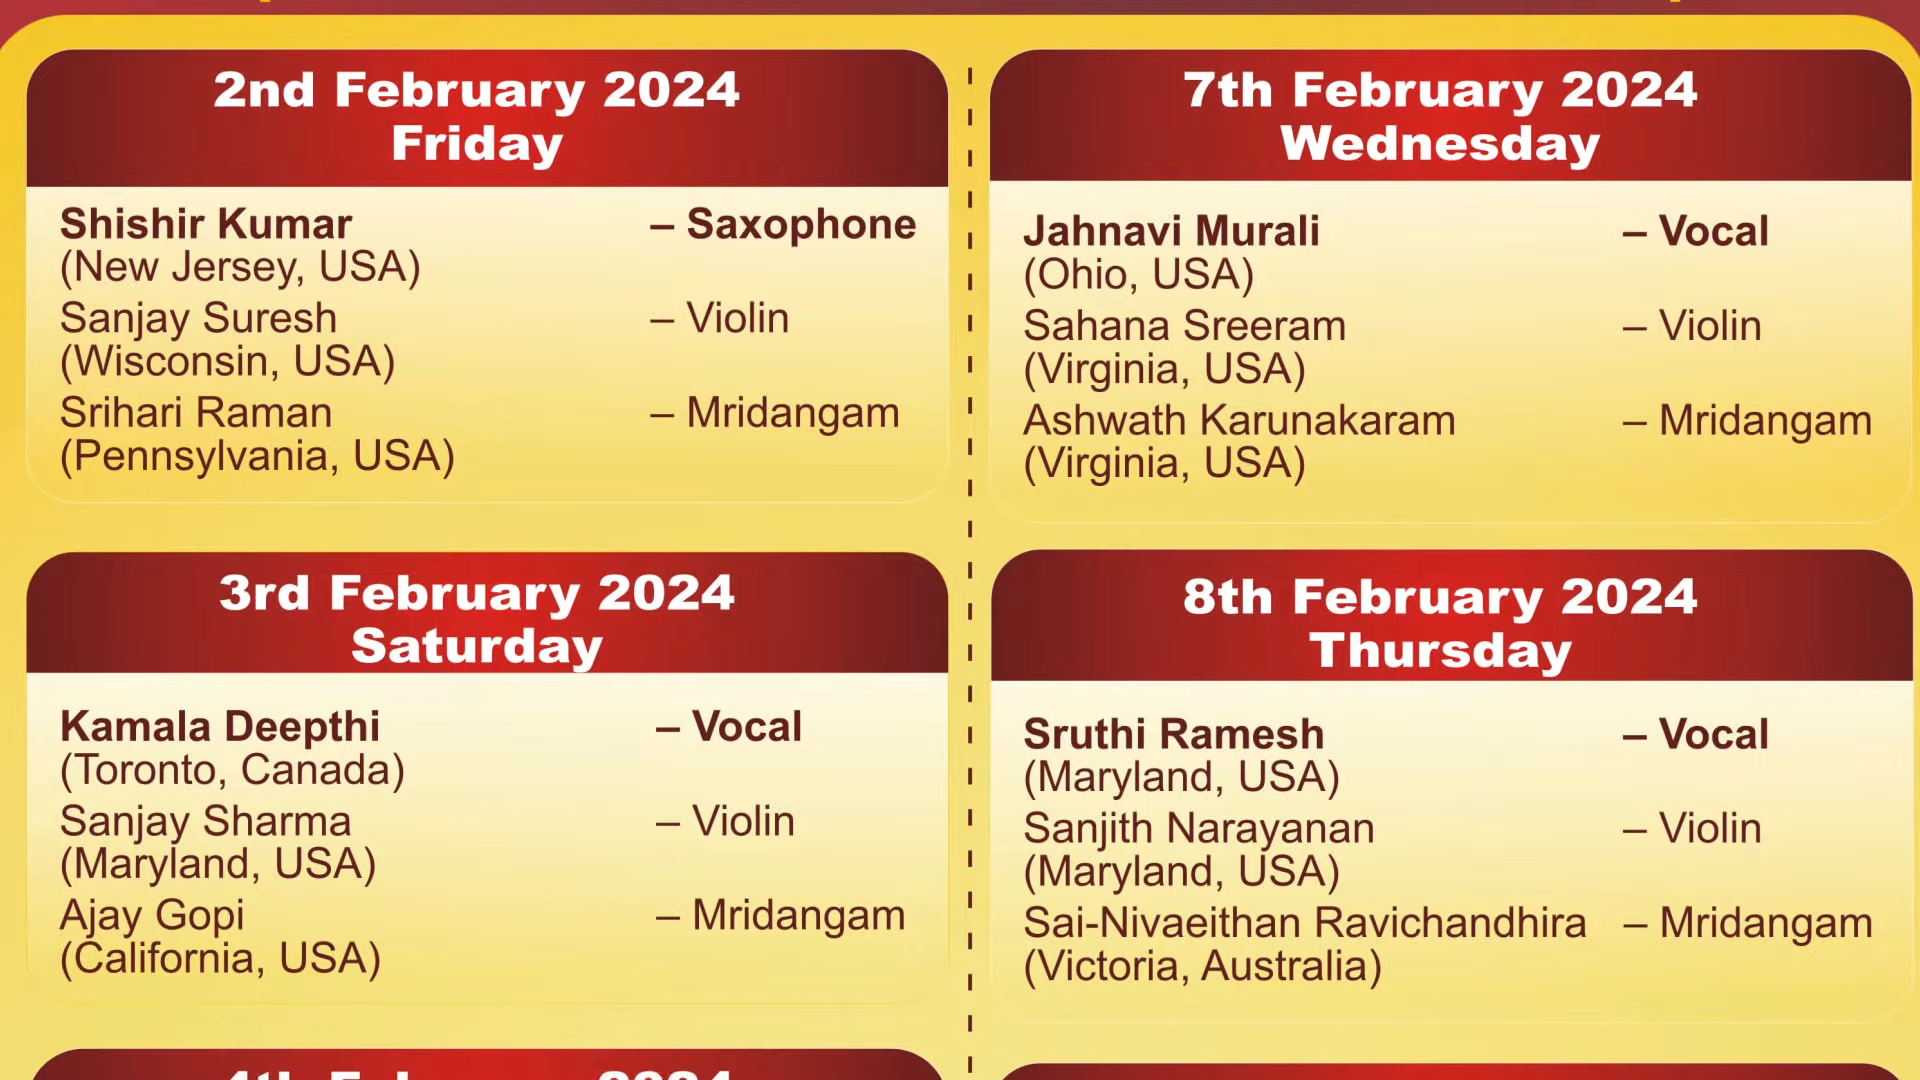 2nd February 2024
Friday
Shishir Kumar – Saxophone
(New Jersey, USA)
Sanjay Suresh – Violin
(Wisconsin, USA)
Srihari Raman – Mridangam
(Pennsylvania, USA)
3rd February 2024
Saturday
Kamala Deepthi – Vocal
(Toronto, Canada)
Sanjay Sharma – Violin
(Maryland, USA)
Ajay Gopi – Mridangam
(California, USA)
4th February 2024
7th February 2024
Wednesday
Jahnavi Murali – Vocal
(Ohio, USA)
Sahana Sreeram – Violin
(Virginia, USA)
Ashwath Karunakaram – Mridangam
(Virginia, USA)
8th February 2024
Thursday
Sruthi Ramesh – Vocal
(Maryland, USA)
Sanjith Narayanan – Violin
(Maryland, USA)
Sai-Nivaeithan Ravichandhira – Mridangam
(Victoria, Australia)